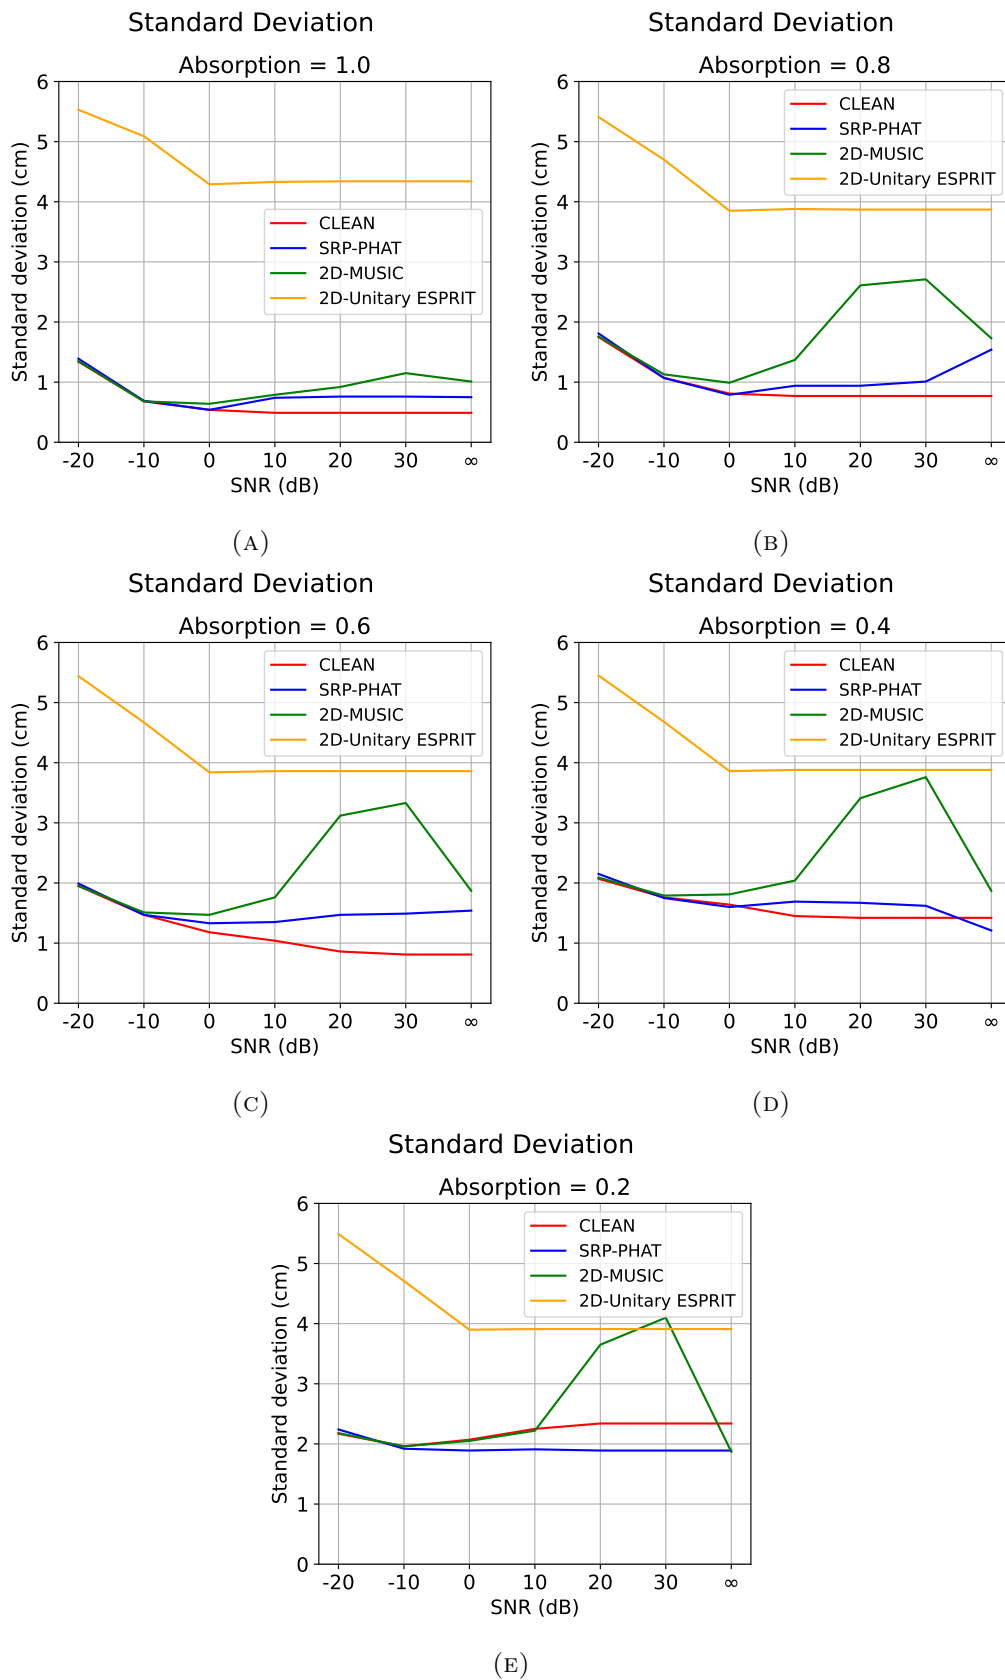 Standard Deviation
Absorption = 1.0
6
5
4
3
2
1
0
Standard deviation (cm)
CLEAN
SRP-PHAT
2D-MUSIC
2D-Unitary ESPRIT
-20 -10 0 10 20 30 ∞
SNR (dB)
(A)
Standard Deviation
Absorption = 0.8
6
5
4
3
2
1
0
Standard deviation (cm)
CLEAN
SRP-PHAT
2D-MUSIC
2D-Unitary ESPRIT
-20 -10 0 10 20 30 ∞
SNR (dB)
(B)
Standard Deviation
Absorption = 0.6
6
5
4
3
2
1
0
Standard deviation (cm)
CLEAN
SRP-PHAT
2D-MUSIC
2D-Unitary ESPRIT
-20 -10 0 10 20 30 ∞
SNR (dB)
(C)
Standard Deviation
Absorption = 0.4
6
5
4
3
2
1
0
Standard deviation (cm)
CLEAN
SRP-PHAT
2D-MUSIC
2D-Unitary ESPRIT
-20 -10 0 10 20 30 ∞
SNR (dB)
(D)
Standard Deviation
Absorption = 0.2
6
5
4
3
2
1
0
Standard deviation (cm)
CLEAN
SRP-PHAT
2D-MUSIC
2D-Unitary ESPRIT
-20 -10 0 10 20 30 ∞
SNR (dB)
(E)